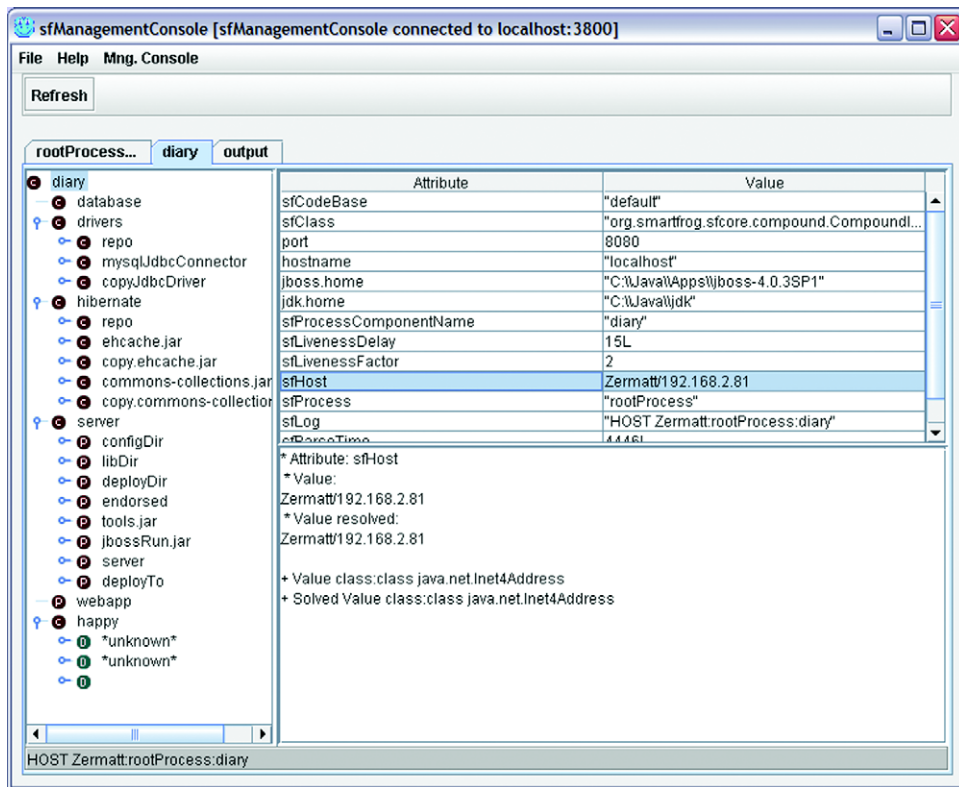 sfManagementConsole [sfManagementConsole connected to localhost:3800]
File Help Mng. Console
Refresh
rootProcess... diary output
C diary
C database
C drivers
C repo
C mysqlJdbcConnector
C copyJdbcDriver
C hibernate
C repo
C ehcache.jar
C copy.ehcache.jar
C commons-collections.jar
C copy.commons-collection
C server
P configDir
P libDir
P deployDir
P endorsed
P tools.jar
P jbossRun.jar
P server
P deployTo
P webapp
C happy
D *unknown*
D *unknown*
D
Attribute Value
sfCodeBase "default"
sfClass "org.smartfrog.sfcore.compound.CompoundI...
port 8080
hostname "localhost"
jboss.home "C:\\Java\\Apps\\jboss-4.0.3SP1"
jdk.home "C:\\Java\\jdk"
sfProcessComponentName "diary"
sfLivenessDelay 15L
sfLivenessFactor 2
sfHost Zermatt/192.168.2.81
sfProcess "rootProcess"
sfLog "HOST Zermatt:rootProcess:diary"
sfParseTime 4446L
* Attribute: sfHost
* Value:
Zermatt/192.168.2.81
* Value resolved:
Zermatt/192.168.2.81
+ Value class:class java.net.Inet4Address
+ Solved Value class:class java.net.Inet4Address
HOST Zermatt:rootProcess:diary